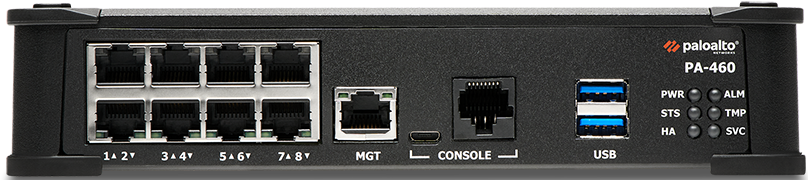 paloalto®
NETWORKS
PA-460
PWR ALM
STS TMP
HA SVC
1▲ 2▼ 3▲4▼ 5▲6▼ 7▲ 8▼ MGT CONSOLE USB